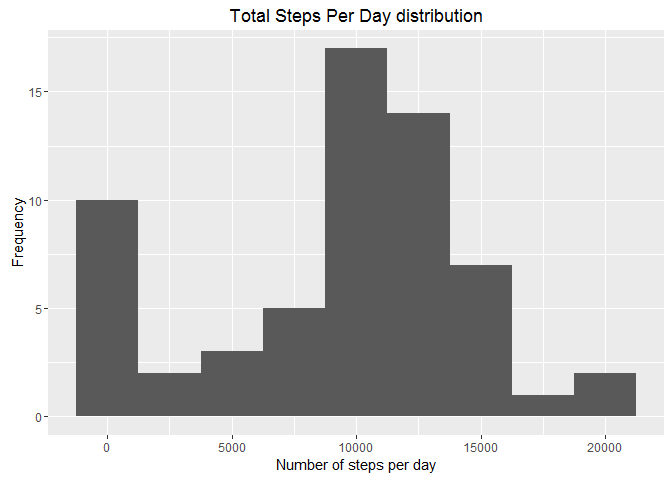 Total Steps Per Day distribution
Frequency
15
10
5
0
0 5000 10000 15000 20000
Number of steps per day